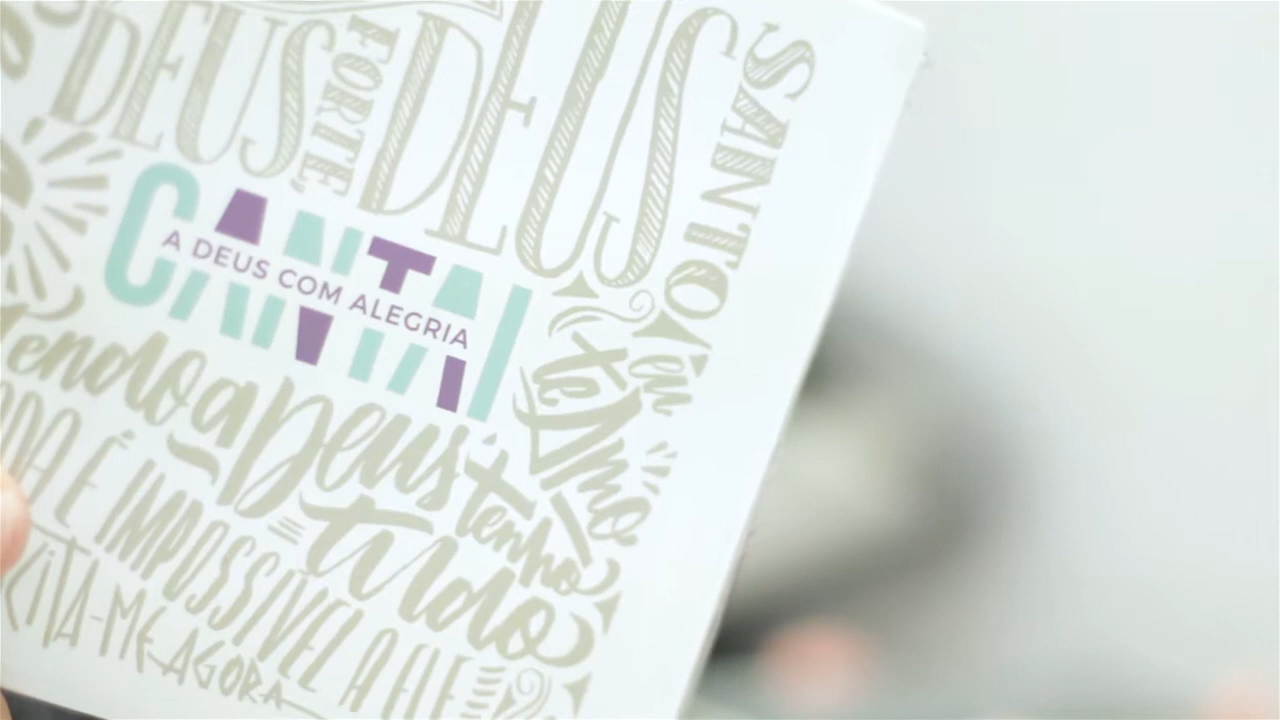 DEUS FORTE, DEUS SANTO
CANTAI
A DEUS COM ALEGRIA
eu te Amo
Tendo a Deus tenho
tudo
É IMPOSSÍVEL A ELE
CITA-ME AGORA